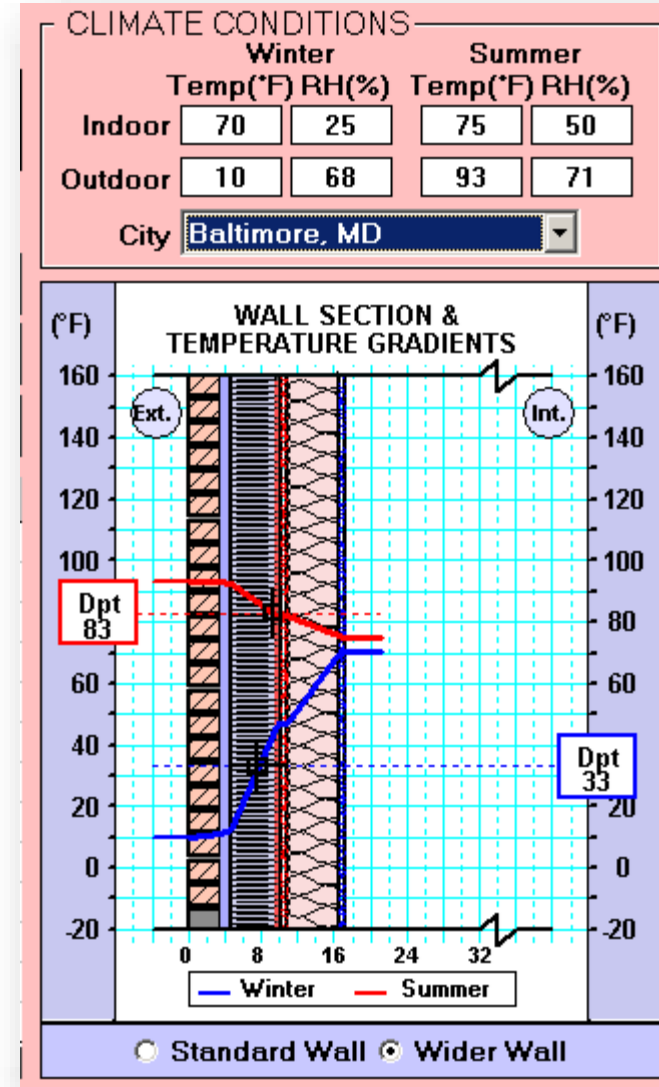 CLIMATE CONDITIONS
Winter Summer
Temp(°F) RH(%) Temp(°F) RH(%)
Indoor 70 25 75 50
Outdoor 10 68 93 71
City Baltimore, MD
(°F) WALL SECTION & (°F)
TEMPERATURE GRADIENTS
160 160
Ext. Int.
140 140
120 120
100 100
Dpt
83
80
60 60
40 40
Dpt
33
20 20
0 0
-20 -20
0 8 16 24 32
Winter Summer
Standard Wall Wider Wall